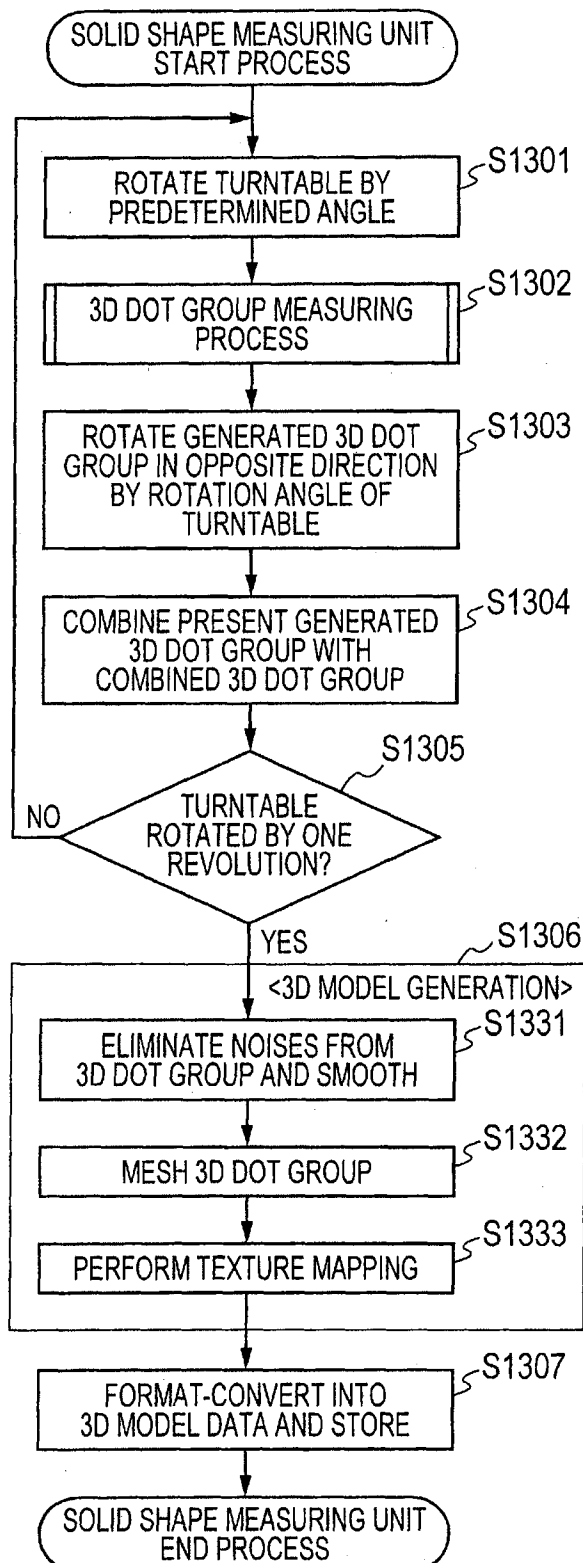 SOLID SHAPE MEASURING UNIT
START PROCESS
S1301
ROTATE TURNTABLE BY
PREDETERMINED ANGLE
S1302
3D DOT GROUP MEASURING
PROCESS
S1303
ROTATE GENERATED 3D DOT
GROUP IN OPPOSITE DIRECTION
BY ROTATION ANGLE OF
TURNTABLE
S1304
COMBINE PRESENT GENERATED
3D DOT GROUP WITH
COMBINED 3D DOT GROUP
S1305
TURNTABLE
ROTATED BY ONE
REVOLUTION?
NO
YES
S1306
<3D MODEL GENERATION>
S1331
ELIMINATE NOISES FROM
3D DOT GROUP AND SMOOTH
S1332
MESH 3D DOT GROUP
S1333
PERFORM TEXTURE MAPPING
S1307
FORMAT-CONVERT INTO
3D MODEL DATA AND STORE
SOLID SHAPE MEASURING UNIT
END PROCESS